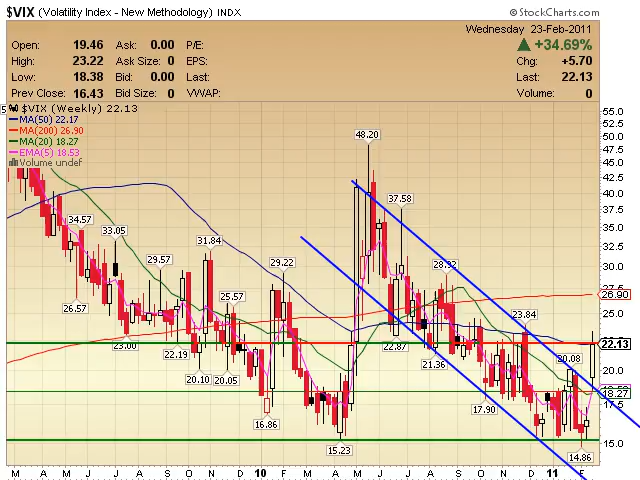 $VIX (Volatility Index - New Methodology) INDX
© StockCharts.com
Wednesday 23-Feb-2011
Open: 19.46 Ask: 0.00 P/E: ▲ +34.69%
High: 23.22 Ask Size: 0 EPS: Chg: +5.70
Low: 18.38 Bid: 0.00 Last: Last: 22.13
Prev Close: 16.43 Bid Size: 0 VWAP: Volume: 0
$VIX (Weekly) 22.13
MA(50) 22.17
MA(200) 26.90
MA(20) 18.27
EMA(5) 18.53
Volume undef
55.0
52.5
50.0
47.5
45.0
42.5
40.0
37.5
35.0
32.5
30.0
27.5
26.90
25.0
22.13
20.0
18.27
17.5
15.0
48.20
37.58
34.57
33.05
31.84
29.57
29.22
28.92
26.57
25.57
23.84
23.00
22.87
22.19
21.36
20.10
20.05
20.08
17.90
16.86
15.23
14.86
M A M J J A S O N D 10 F M A M J J A S O N D 11 F